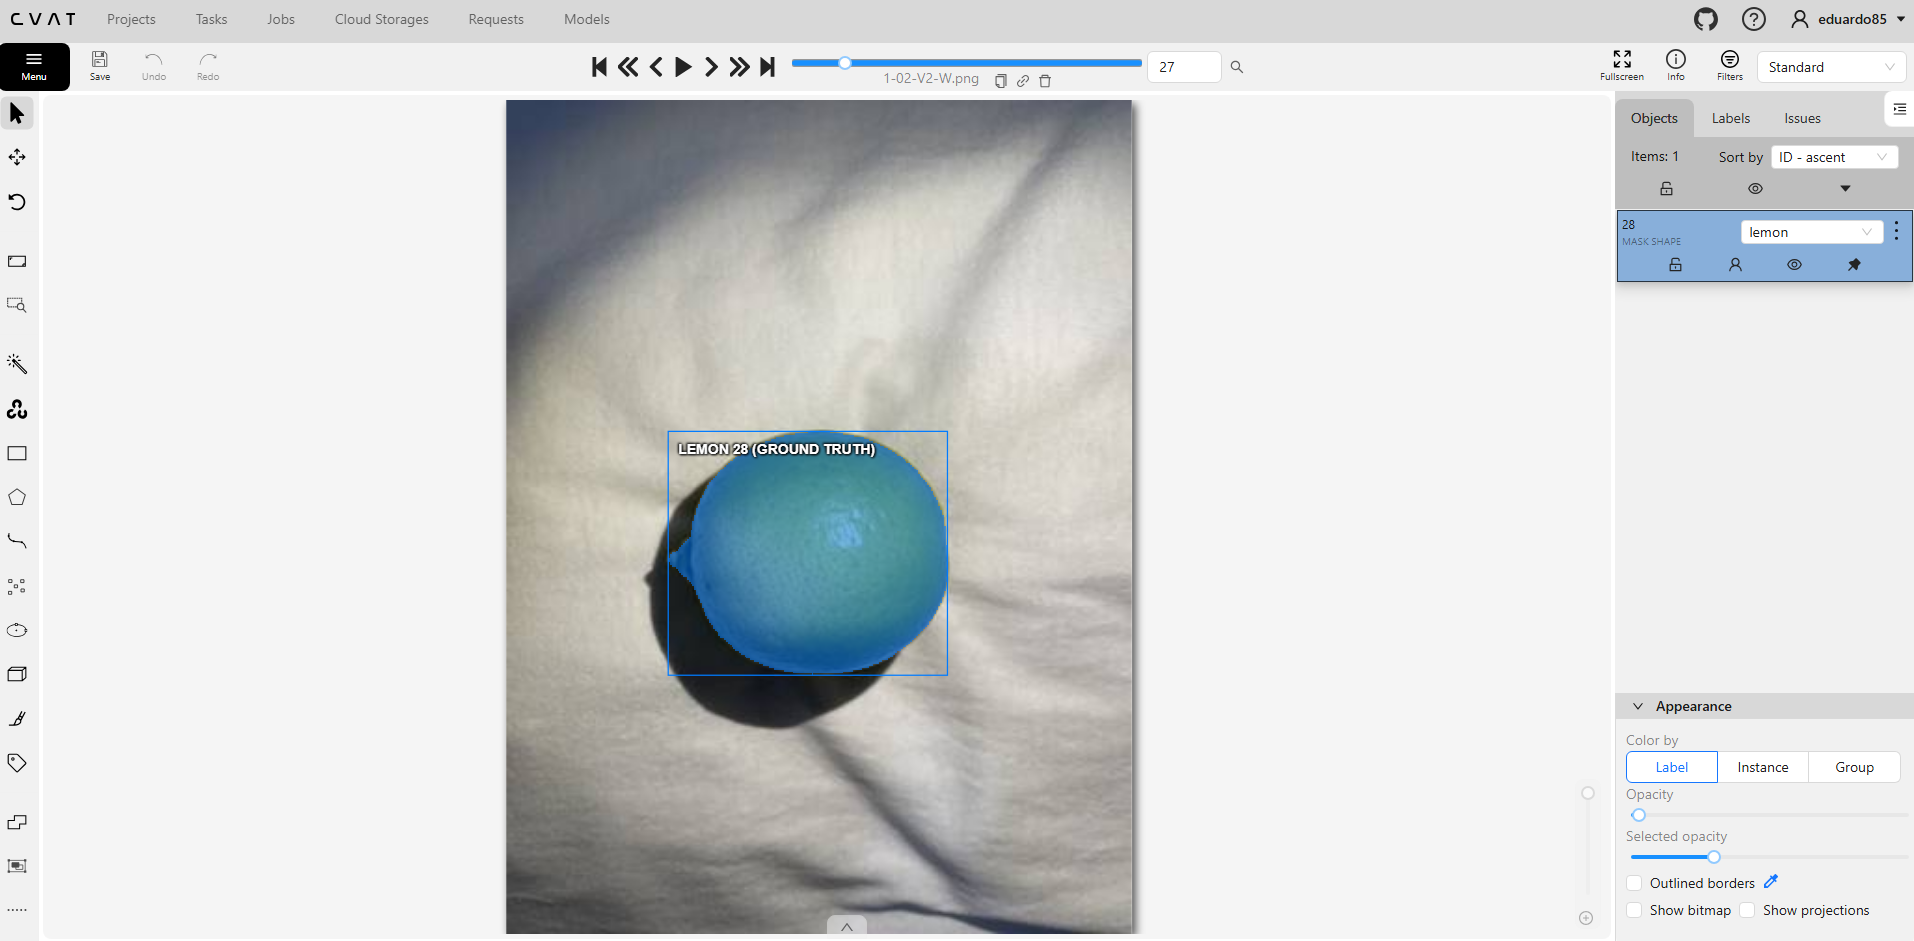 CVAT Projects Tasks Jobs Cloud Storages Requests Models eduardo85
Menu Save Undo Redo 27 Fullscreen Info Filters Standard
1-02-V2-W.png
Objects Labels Issues
Items: 1 Sort by ID - ascent
28 lemon
MASK SHAPE
LEMON 28 (GROUND TRUTH)
Appearance
Color by
Label Instance Group
Opacity
Selected opacity
Outlined borders
Show bitmap Show projections